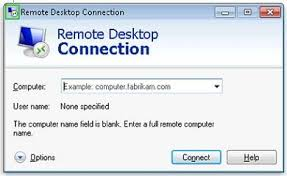 Remote Desktop Connection
Remote Desktop
Connection
Computer:
Example: computer.fabrikam.com
User name: None specified
The computer name field is blank. Enter a full remote computer
name.
Options
Connect
Help